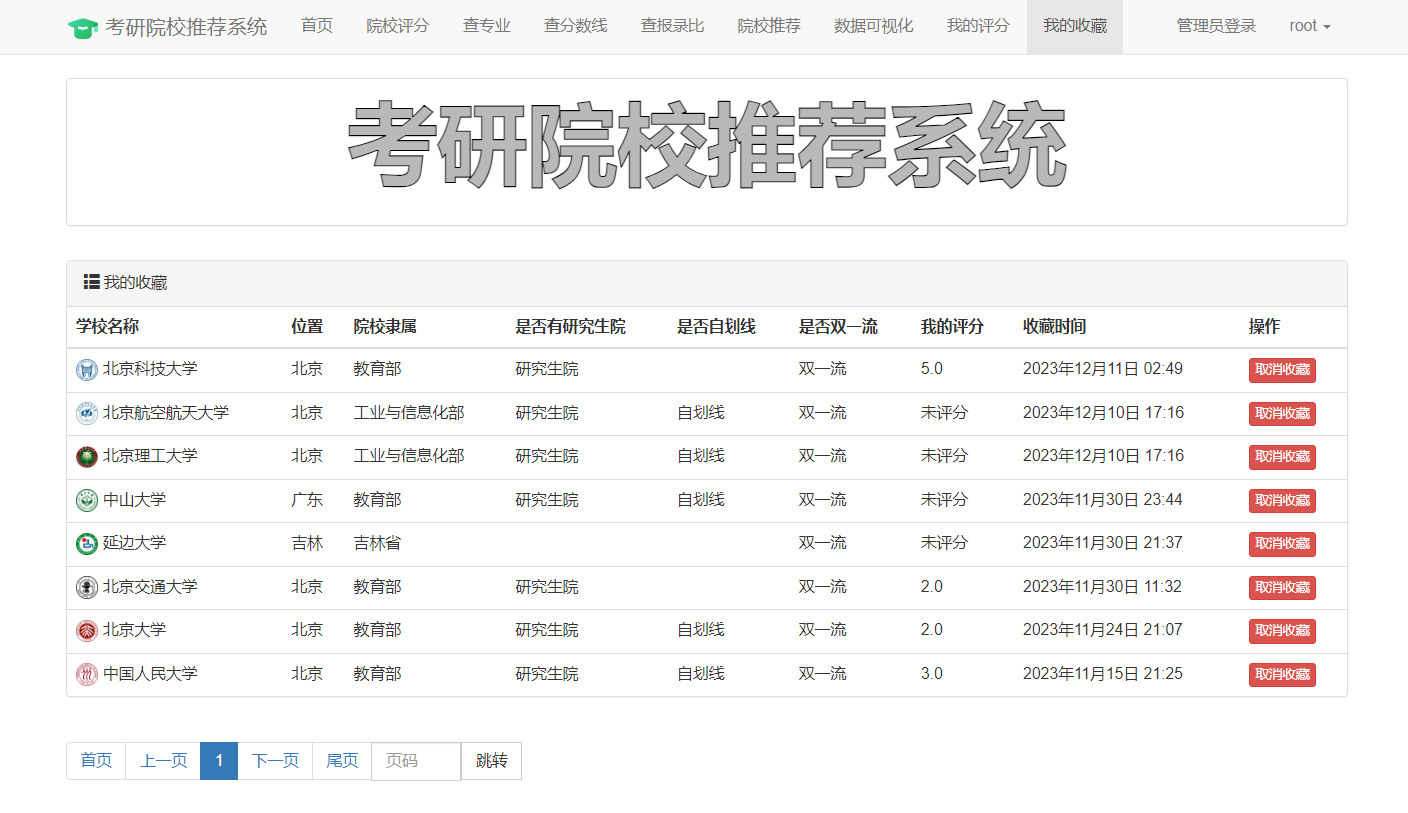 考研院校推荐系统 首页 院校评分 查专业 查分数线 查报录比 院校推荐 数据可视化 我的评分 我的收藏 管理员登录 root
考研院校推荐系统
我的收藏
学校名称 位置 院校隶属 是否有研究生院 是否自划线 是否双一流 我的评分 收藏时间 操作
北京科技大学 北京 教育部 研究生院 双一流 5.0 2023年12月11日 02:49 取消收藏
北京航空航天大学 北京 工业与信息化部 研究生院 自划线 双一流 未评分 2023年12月10日 17:16 取消收藏
北京理工大学 北京 工业与信息化部 研究生院 自划线 双一流 未评分 2023年12月10日 17:16 取消收藏
中山大学 广东 教育部 研究生院 自划线 双一流 未评分 2023年11月30日 23:44 取消收藏
延边大学 吉林 吉林省 双一流 未评分 2023年11月30日 21:37 取消收藏
北京交通大学 北京 教育部 研究生院 双一流 2.0 2023年11月30日 11:32 取消收藏
北京大学 北京 教育部 研究生院 自划线 双一流 2.0 2023年11月24日 21:07 取消收藏
中国人民大学 北京 教育部 研究生院 自划线 双一流 3.0 2023年11月15日 21:25 取消收藏
首页 上一页 1 下一页 尾页 页码 跳转